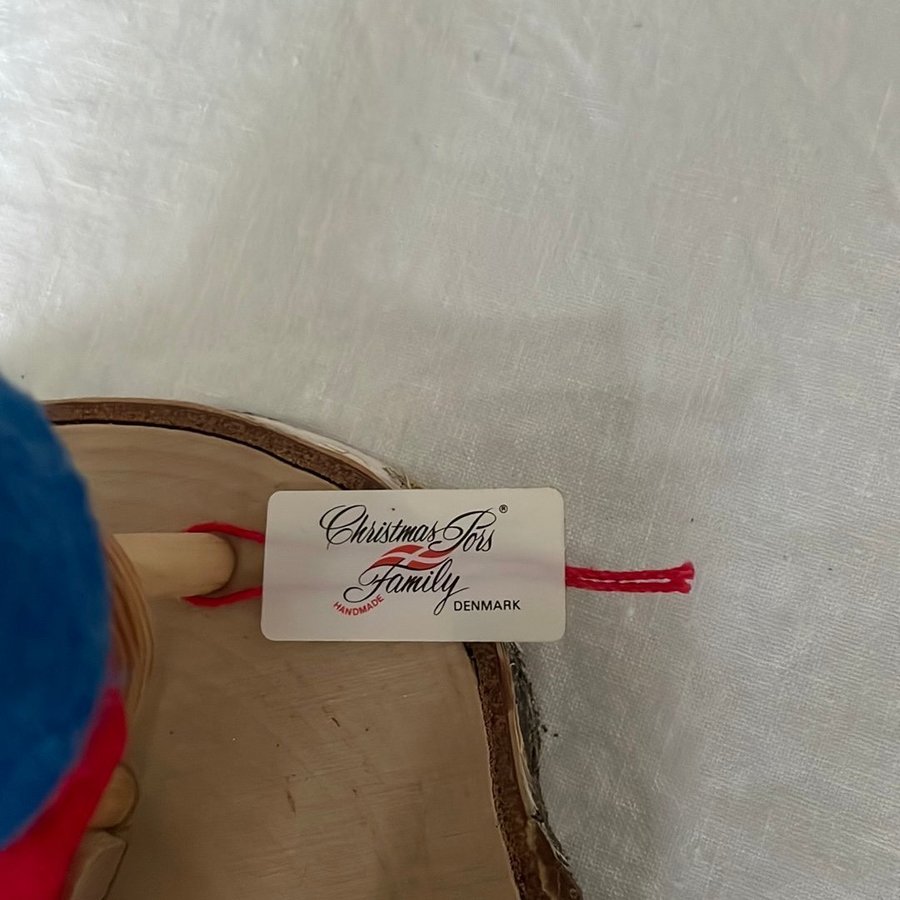 Christmas Pors ®
Family
HANDMADE
DENMARK